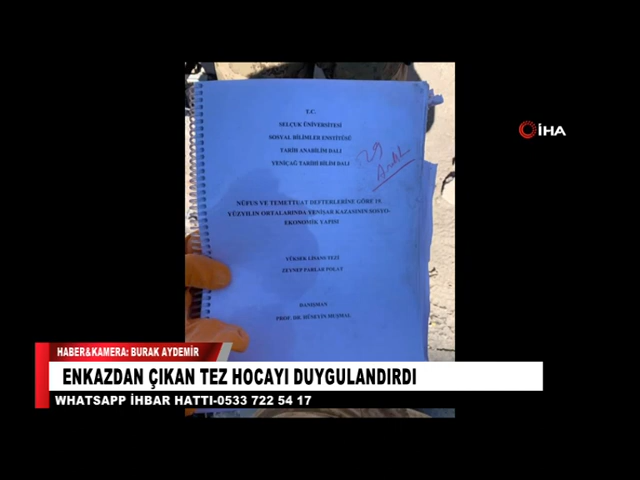 İHA
T.C.
SELÇUK ÜNİVERSİTESİ
SOSYAL BİLİMLER ENSTİTÜSÜ
TARİH ANABİLİM DALI
YENİÇAĞ TARİHİ BİLİM DALI
29
NÜFUS VE TEMETTUAT DEFTERLERİNE GÖRE 19.
YÜZYILIN ORTALARINDA YENİŞAR KAZASININ SOSYO-
EKONOMİK YAPISI
YÜKSEK LİSANS TEZİ
ZEYNEP PARLAR POLAT
DANIŞMAN
PROF. DR. HÜSEYİN MUŞMAL
HABER&KAMERA: BURAK AYDEMİR
ENKAZDAN ÇIKAN TEZ HOCAYI DUYGULANDIRDI
WHATSAPP İHBAR HATTI-0533 722 54 17